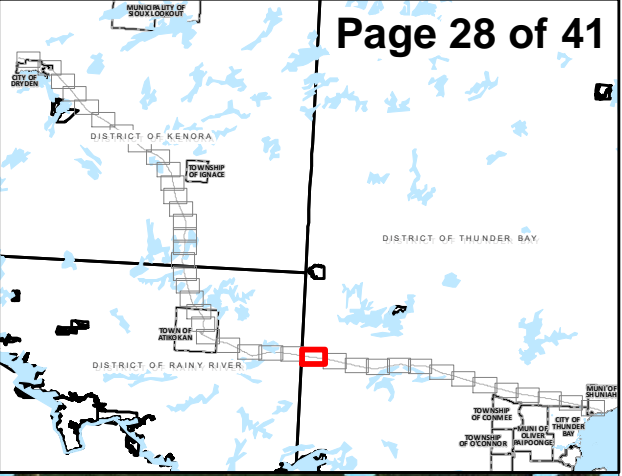 MUNICIPALITY OF
SIOUX LOOKOUT
Page 28 of 41
CITY OF
DRYDEN
DISTRICT OF KENORA
TOWNSHIP
OF IGNACE
DISTRICT OF THUNDER BAY
TOWN OF
ATIKOKAN
DISTRICT OF RAINY RIVER
MUNI OF
SHUNIAH
TOWNSHIP
OF CONMEE
TOWNSHIP
OF O'CONNOR
MUNI OF
OLIVER
PAIPOONGE
CITY OF
THUNDER
BAY